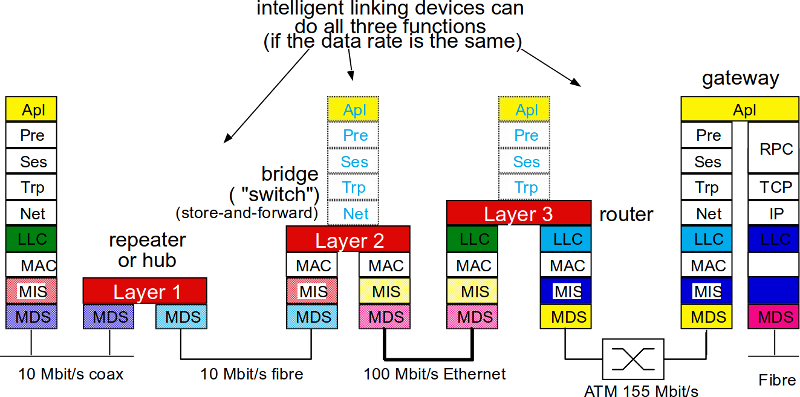 intelligent linking devices can
do all three functions
(if the data rate is the same)
gateway
Apl
Pre
Ses
Trp
Net
LLC
MAC
MIS
MDS
repeater
or hub
Layer 1
MDS
MDS
bridge
( "switch")
(store-and-forward)
Apl
Pre
Ses
Trp
Net
Layer 2
MAC
MAC
MIS
MIS
MDS
MDS
Apl
Pre
Ses
Trp
Layer 3
router
LLC
LLC
MAC
MAC
MIS
MIS
MDS
MDS
Apl
Pre
Ses
Trp
Net
LLC
MAC
MIS
MDS
RPC
TCP
IP
LLC
MDS
10 Mbit/s coax
10 Mbit/s fibre
100 Mbit/s Ethernet
ATM 155 Mbit/s
Fibre